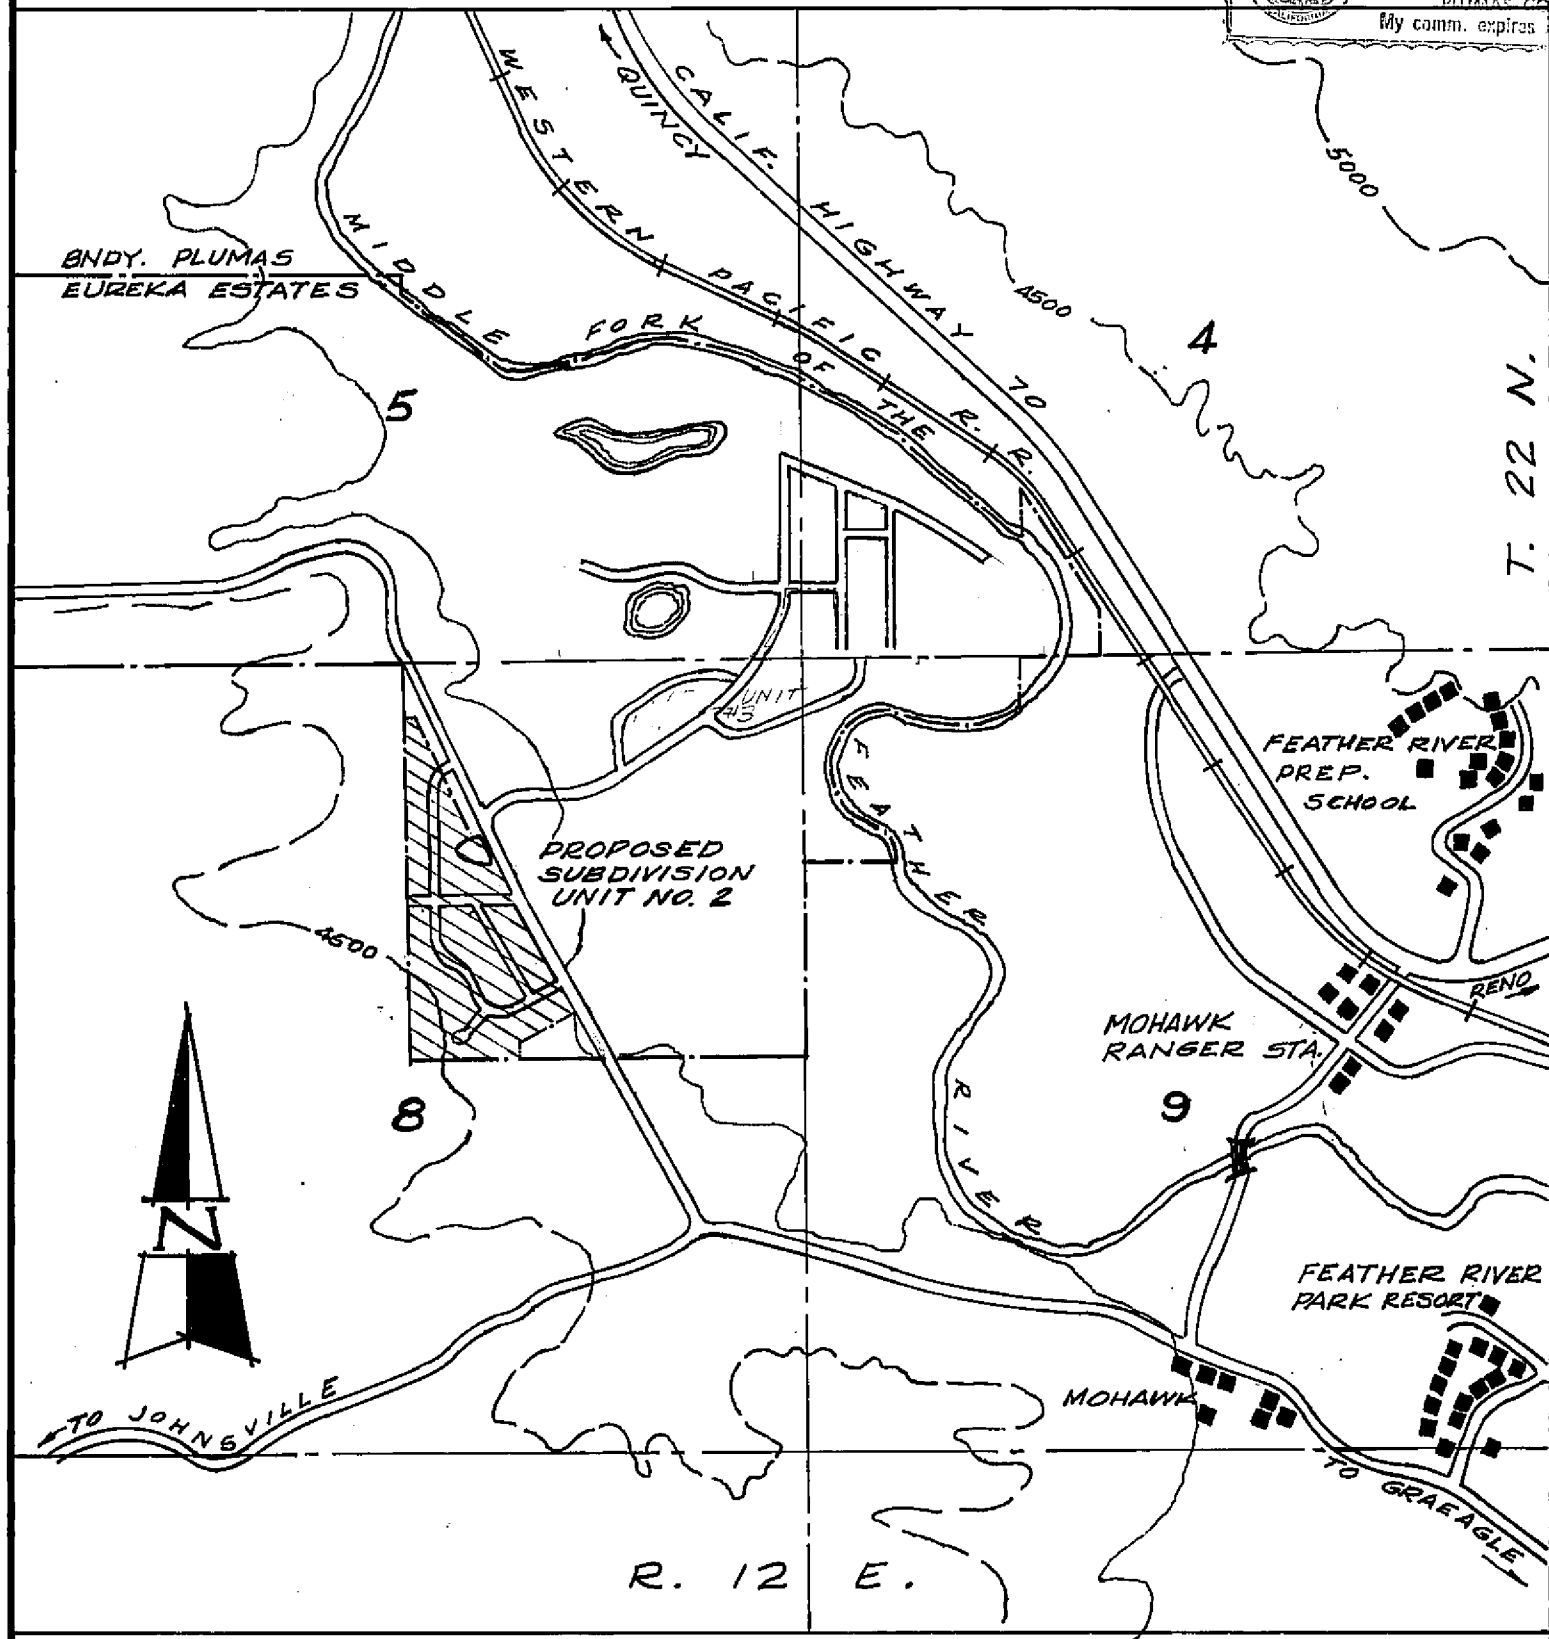 My comm. expires
WESTERN PACIFIC R. R.
QUINCY
CALIF. HIGHWAY 70
5000
BNDY. PLUMAS
EUREKA ESTATES
MIDDLE FORK OF THE
4500
4
5
T. 22 N.
UNIT
FEATHER RIVER
PREP.
SCHOOL
FEATHER RIVER
PROPOSED
SUBDIVISION
UNIT NO. 2
4500
RENO
MOHAWK
RANGER STA.
8
9
N
FEATHER RIVER
PARK RESORT
MOHAWK
TO JOHNSVILLE
TO GRAEAGLE
R. 12 E.